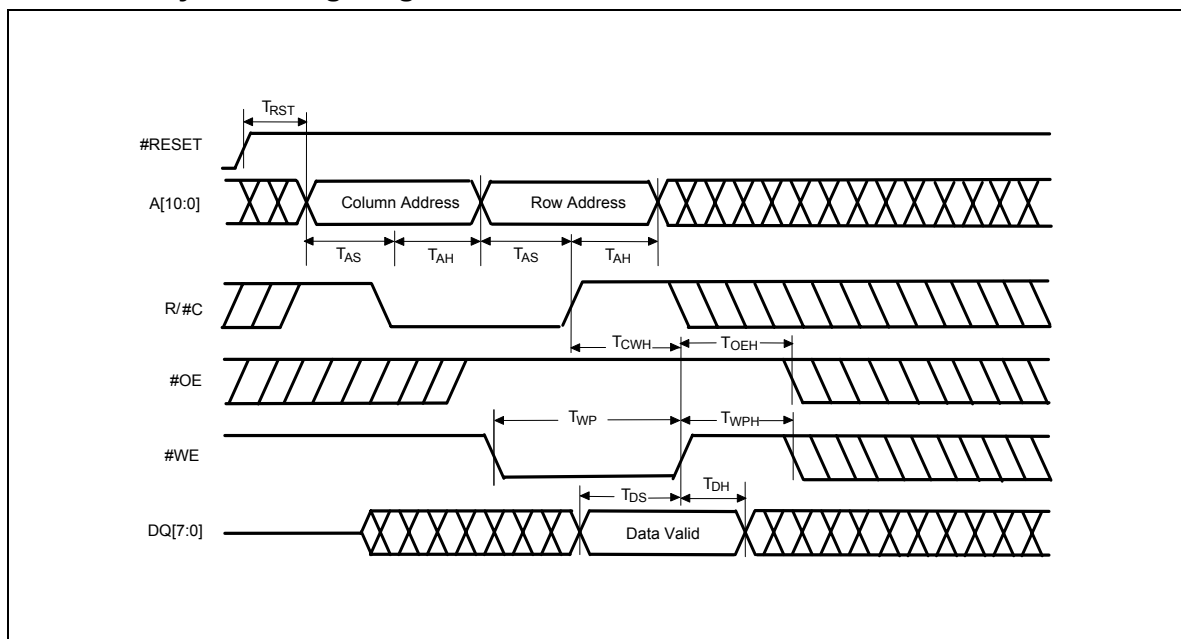 TRST
#RESET
A[10:0]
Column Address
Row Address
TAS
TAH
TAS
TAH
R/#C
TCWH
TOEH
#OE
TWP
TWPH
#WE
TDS
TDH
DQ[7:0]
Data Valid